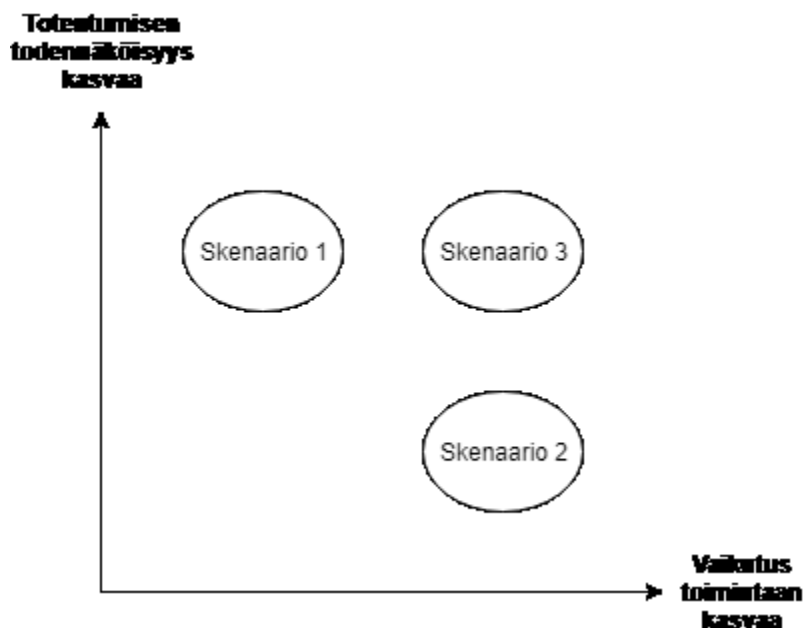 Toteutumisen
todennäköisyys
kasvaa
Skenaario 1
Skenaario 3
Skenaario 2
Vaikutus
toimintaan
kasvaa